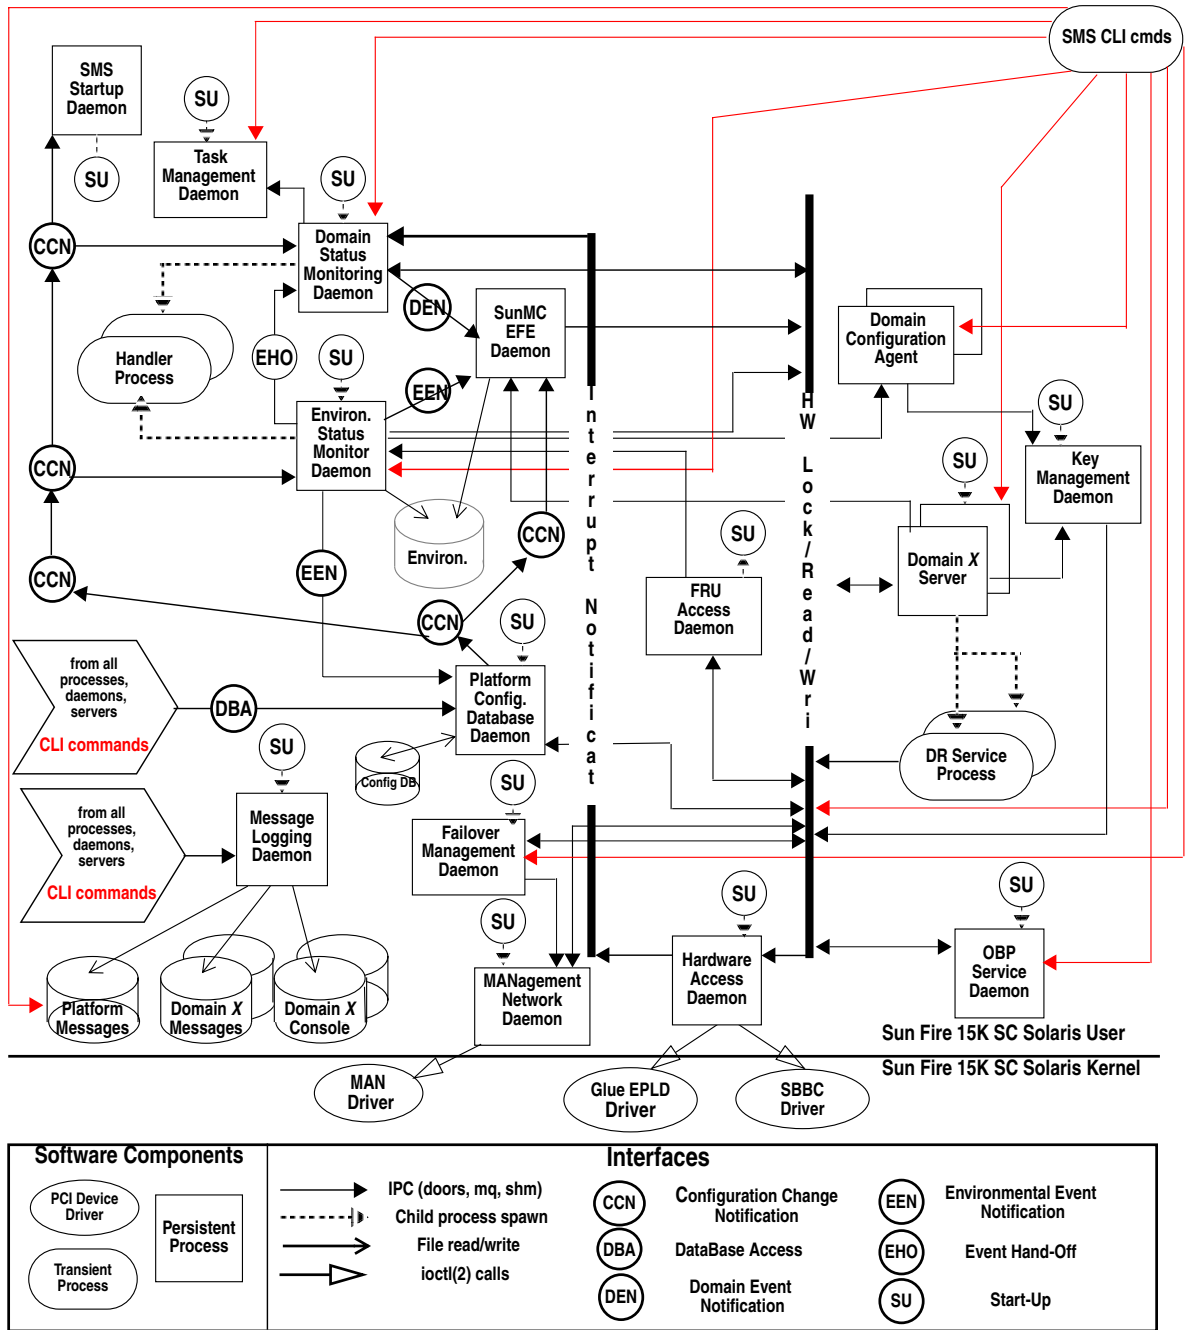 SMS CLI cmds
SMS
Startup
Daemon
SU
SU
Task
Management
Daemon
SU
CCN
Domain
Status
Monitoring
Daemon
DEN
SunMC
EFE
Daemon
Domain
Configuration
Agent
Handler
Process
EHO
SU
EEN
Environ.
Status
Monitor
Daemon
Interrupt Notificat
HW Lock/Read/Wri
SU
Key
Management
Daemon
SU
CCN
CCN
Environ.
CCN
SU
Domain X
Server
EEN
FRU
Access
Daemon
CCN
SU
from all
processes,
daemons,
servers
CLI commands
DBA
Platform
Config.
Database
Daemon
SU
Config DB
DR Service
Process
SU
from all
processes,
daemons,
servers
CLI commands
Message
Logging
Daemon
Failover
Management
Daemon
SU
SU
SU
Platform
Messages
Domain X
Messages
Domain X
Console
MANagement
Network
Daemon
Hardware
Access
Daemon
OBP
Service
Daemon
Sun Fire 15K SC Solaris User
Sun Fire 15K SC Solaris Kernel
MAN
Driver
Glue EPLD
Driver
SBBC
Driver
Software Components
PCI Device
Driver
Persistent
Process
Transient
Process
Interfaces
IPC (doors, mq, shm)
Child process spawn
File read/write
ioctl(2) calls
CCN
Configuration Change
Notification
DBA
DataBase Access
DEN
Domain Event
Notification
EEN
Environmental Event
Notification
EHO
Event Hand-Off
SU
Start-Up